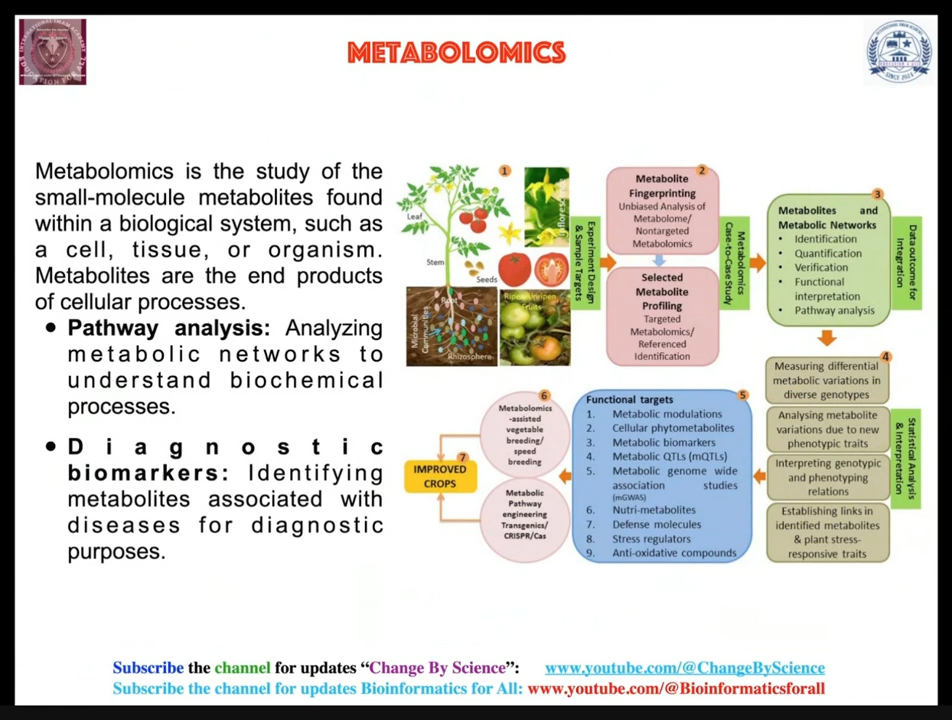 METABOLOMICS
Metabolomics is the study of the
small-molecule metabolites found
within a biological system, such as
a cell, tissue, or organism.
Metabolites are the end products
of cellular processes.
● Pathway analysis: Analyzing
metabolic networks to
understand biochemical
processes.
● Diagnostic
biomarkers: Identifying
metabolites associated with
diseases for diagnostic
purposes.
1
Leaf
Stem
Seeds
Root
Microbial
Communities
Rhizosphere
Ripe/Unripen
Fruits
Experiment Design
& Sample Targets
2
Metabolite
Fingerprinting
Unbiased Analysis of
Metabolome/
Nontargeted
Metabolomics
Selected
Metabolite
Profiling
Targeted
Metabolomics/
Referenced
Identification
Metabolomics
Case-to-Case Study
3
Metabolites and
Metabolic Networks
• Identification
• Quantification
• Verification
• Functional
interpretation
• Pathway analysis
Data outcome for
Integration
4
Measuring differential
metabolic variations in
diverse genotypes
Analysing metabolite
variations due to new
phenotypic traits
Interpreting genotypic
and phenotyping
relations
Establishing links in
identified metabolites
& plant stress-
responsive traits
Statistical Analysis
& Interpretation
5
Functional targets
1. Metabolic modulations
2. Cellular phytometabolites
3. Metabolic biomarkers
4. Metabolic QTLs (mQTLs)
5. Metabolic genome wide
association studies
(mGWAS)
6. Nutri-metabolites
7. Defense molecules
8. Stress regulators
9. Anti-oxidative compounds
6
Metabolomics
-assisted
vegetable
breeding/
speed
breeding
Metabolic
Pathway
engineering
Transgenics/
CRISPR/Cas
7
IMPROVED
CROPS
Subscribe the channel for updates “Change By Science”: www.youtube.com/@ChangeByScience
Subscribe the channel for updates Bioinformatics for All: www.youtube.com/@Bioinformaticsforall